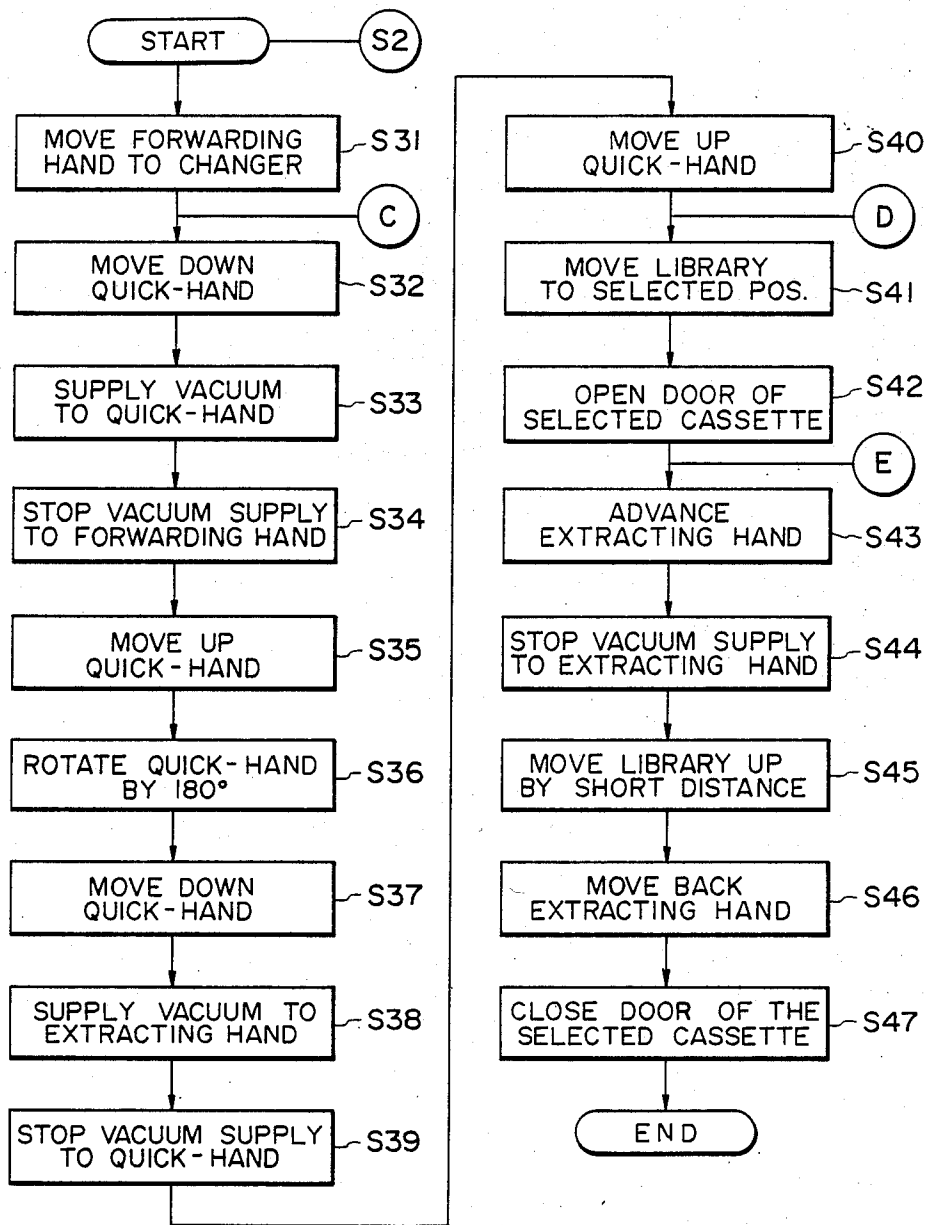 START
S2
MOVE FORWARDING
HAND TO CHANGER
S31
C
MOVE DOWN
QUICK-HAND
S32
SUPPLY VACUUM
TO QUICK-HAND
S33
STOP VACUUM SUPPLY
TO FORWARDING HAND
S34
MOVE UP
QUICK-HAND
S35
ROTATE QUICK-HAND
BY 180°
S36
MOVE DOWN
QUICK-HAND
S37
SUPPLY VACUUM TO
EXTRACTING HAND
S38
STOP VACUUM SUPPLY
TO QUICK-HAND
S39
MOVE UP
QUICK-HAND
S40
D
MOVE LIBRARY
TO SELECTED POS.
S41
OPEN DOOR OF
SELECTED CASSETTE
S42
E
ADVANCE
EXTRACTING HAND
S43
STOP VACUUM SUPPLY
TO EXTRACTING HAND
S44
MOVE LIBRARY UP
BY SHORT DISTANCE
S45
MOVE BACK
EXTRACTING HAND
S46
CLOSE DOOR OF THE
SELECTED CASSETTE
S47
END